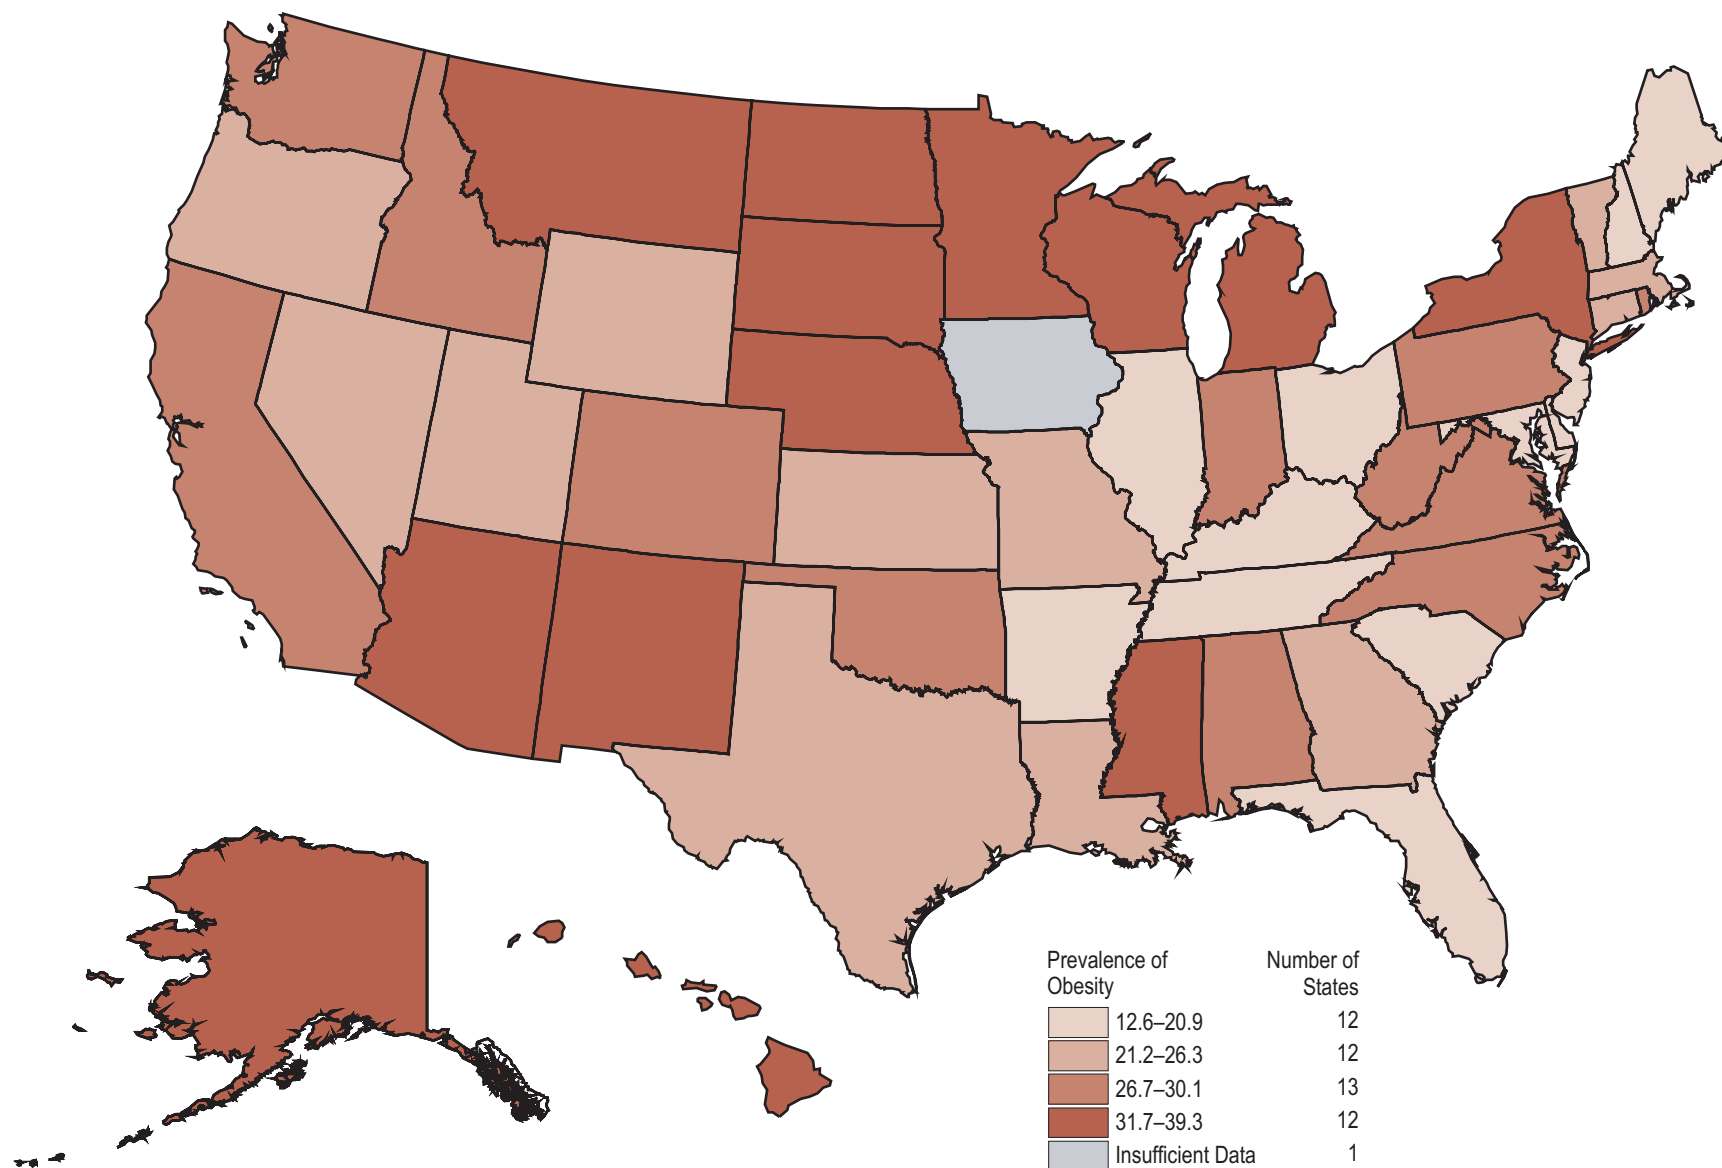 Prevalence of Obesity Number of States
12.6–20.9 12
21.2–26.3 12
26.7–30.1 13
31.7–39.3 12
Insufficient Data 1